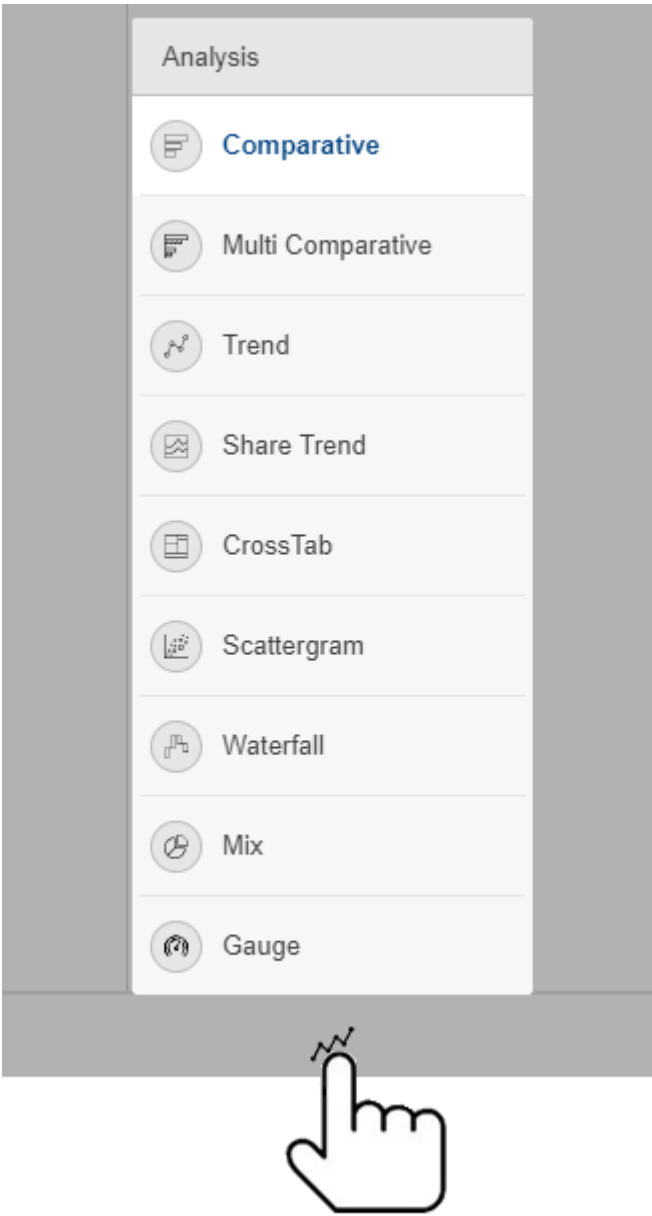 Analysis
Comparative
Multi Comparative
Trend
Share Trend
CrossTab
Scattergram
Waterfall
Mix
Gauge